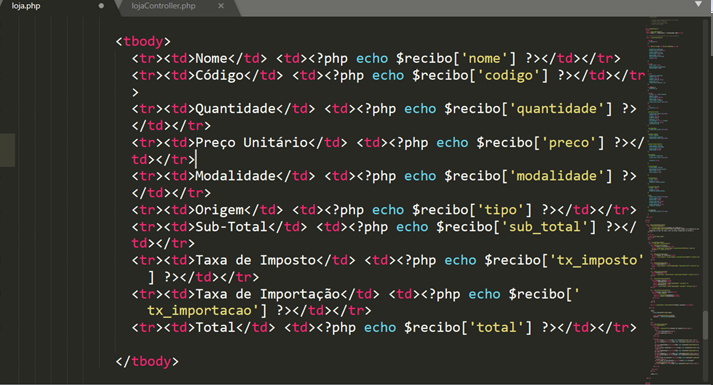 loja.php
lojaController.php
<tbody>
<tr><td>Nome</td> <td><?php echo $recibo['nome'] ?></td></tr>
<tr><td>Código</td> <td><?php echo $recibo['codigo'] ?></td></tr
>
<tr><td>Quantidade</td> <td><?php echo $recibo['quantidade'] ?>
</td></tr>
<tr><td>Preço Unitário</td> <td><?php echo $recibo['preco'] ?></
td></tr>
<tr><td>Modalidade</td> <td><?php echo $recibo['modalidade'] ?>
</td></tr>
<tr><td>Origem</td> <td><?php echo $recibo['tipo'] ?></td></tr>
<tr><td>Sub-Total</td> <td><?php echo $recibo['sub_total'] ?></
td></tr>
<tr><td>Taxa de Imposto</td> <td><?php echo $recibo['tx_imposto'
] ?></td></tr>
<tr><td>Taxa de Importação</td> <td><?php echo $recibo['
tx_importacao'] ?></td></tr>
<tr><td>Total</td> <td><?php echo $recibo['total'] ?></td></tr>
</tbody>